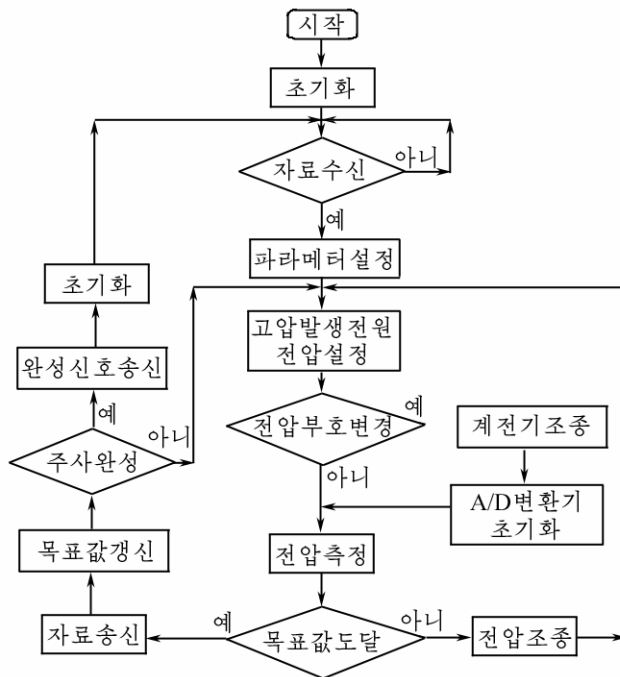 시작
초기화
자료수신
아니
예
파라메터설정
초기화
고압발생전원
전압설정
완성신호송신
예
아니
전압부호변경
예
계전기조종
주사완성
아니
A/D변환기
초기화
목표값갱신
전압측정
예
아니
자료송신
목표값도달
전압조종